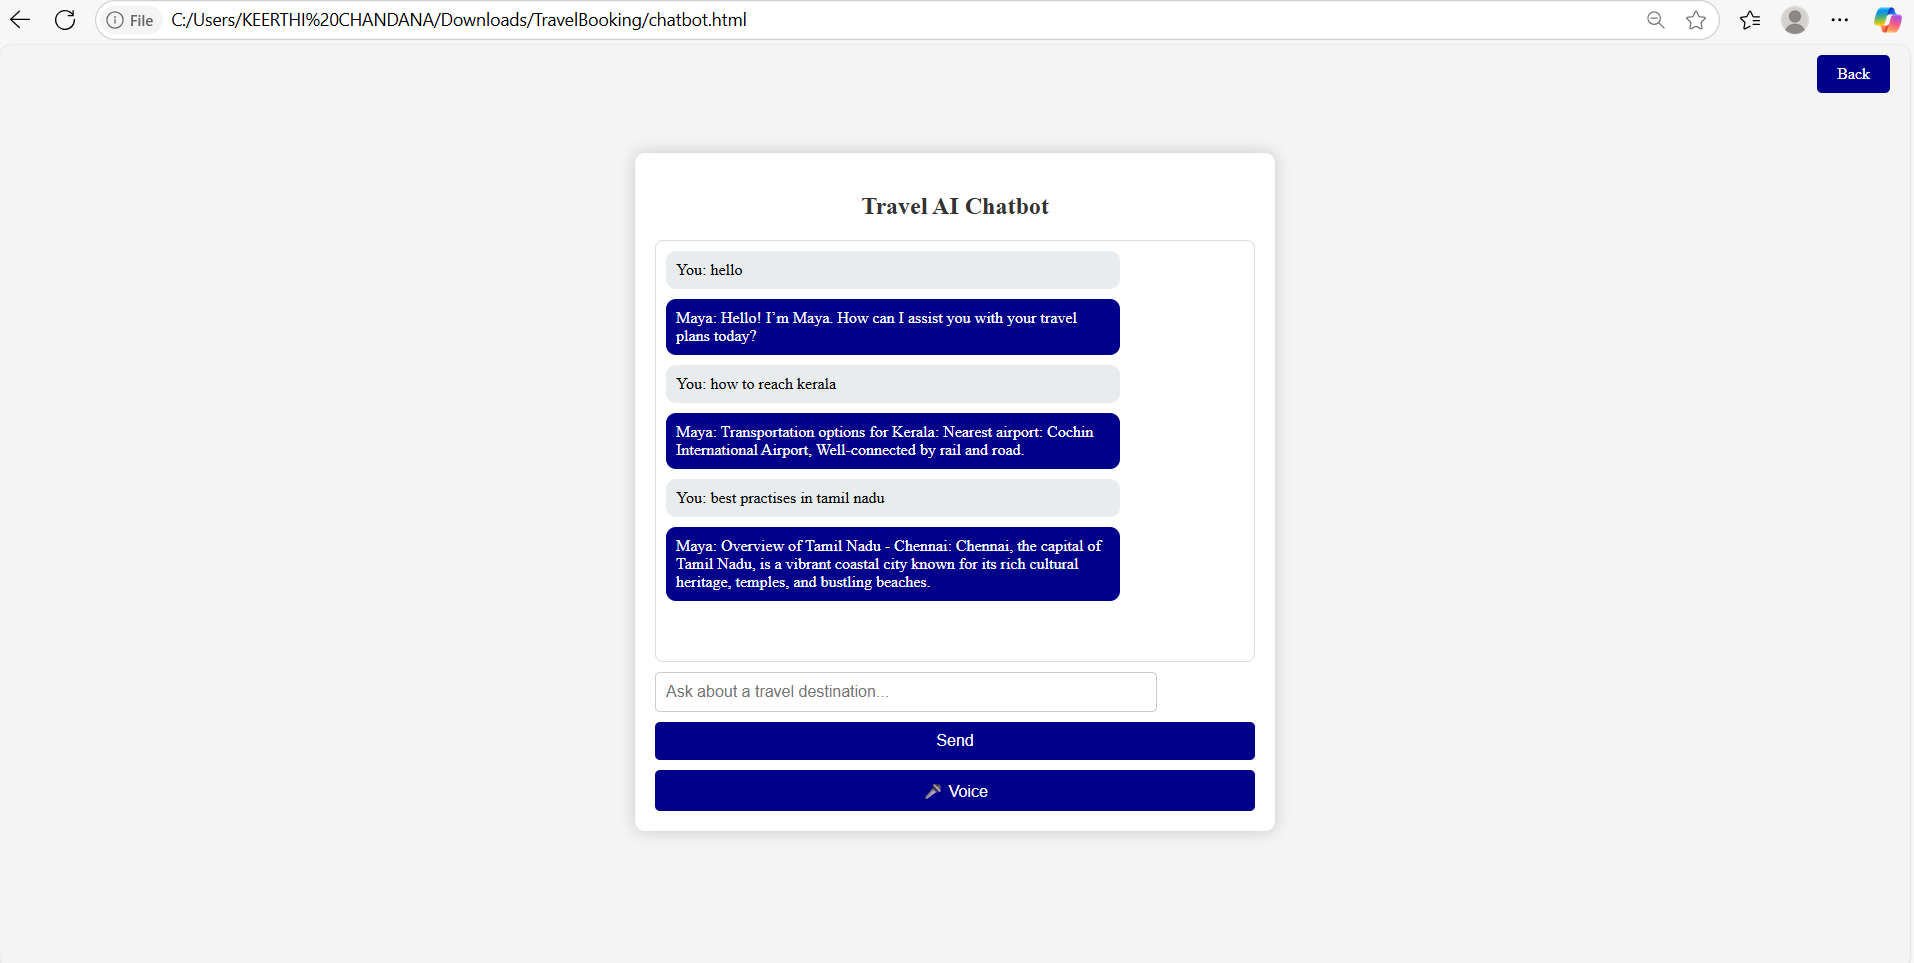 File
C:/Users/KEERTHI%20CHANDANA/Downloads/TravelBooking/chatbot.html
Back
Travel AI Chatbot
You: hello
Maya: Hello! I’m Maya. How can I assist you with your travel
plans today?
You: how to reach kerala
Maya: Transportation options for Kerala: Nearest airport: Cochin
International Airport, Well-connected by rail and road.
You: best practises in tamil nadu
Maya: Overview of Tamil Nadu - Chennai: Chennai, the capital of
Tamil Nadu, is a vibrant coastal city known for its rich cultural
heritage, temples, and bustling beaches.
Ask about a travel destination...
Send
🎤 Voice